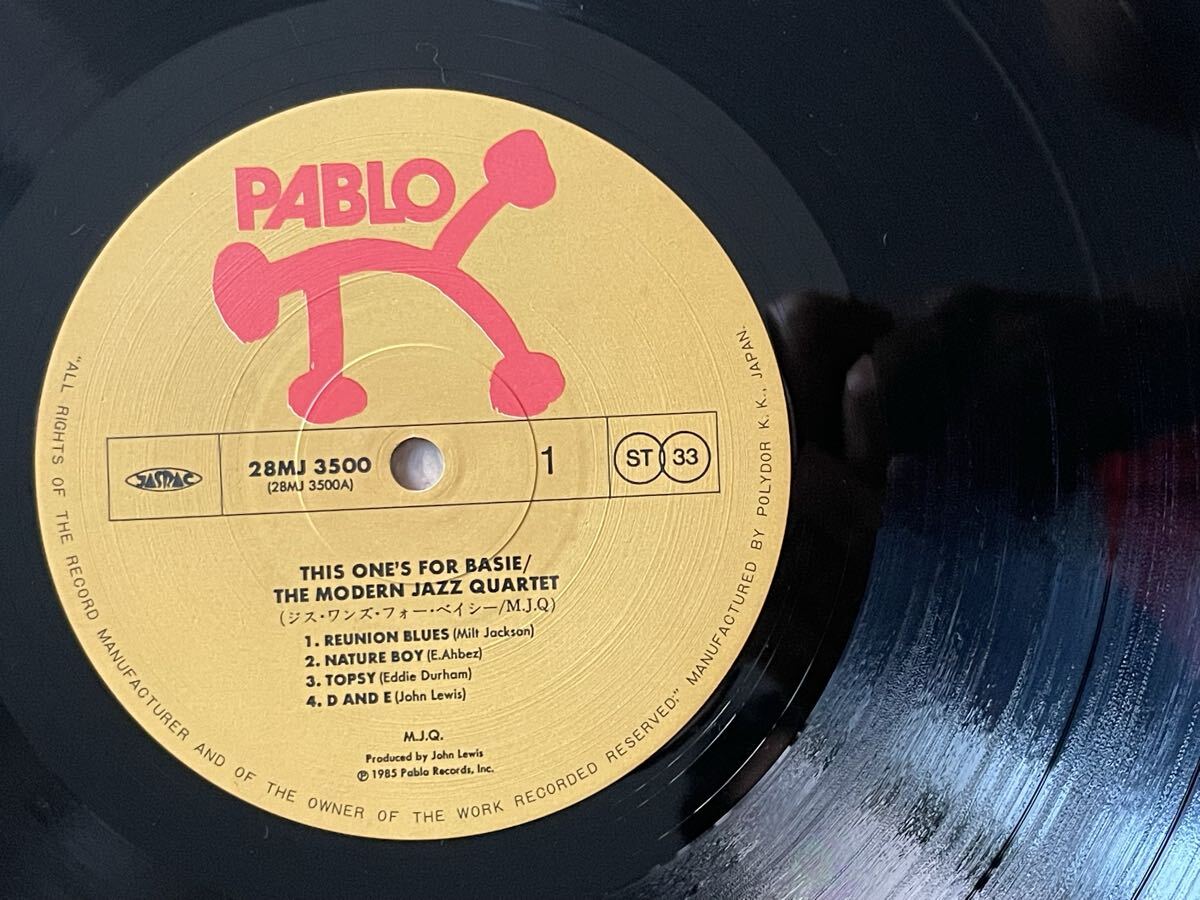 PABLO
JASRAC
28MJ 3500
(28MJ 3500A)
1
ST 33
THIS ONE'S FOR BASIE/
THE MODERN JAZZ QUARTET
(ジス・ワンズ・フォー・ベイシー/M.J.Q)
1. REUNION BLUES (Milt Jackson)
2. NATURE BOY (E.Ahbez)
3. TOPSY (Eddie Durham)
4. D AND E (John Lewis)
M.J.Q.
Produced by John Lewis
℗ 1985 Pablo Records, Inc.
"ALL RIGHTS OF THE RECORD MANUFACTURER AND OF THE OWNER OF THE WORK RECORDED RESERVED." MANUFACTURED BY POLYDOR K.K., JAPAN.